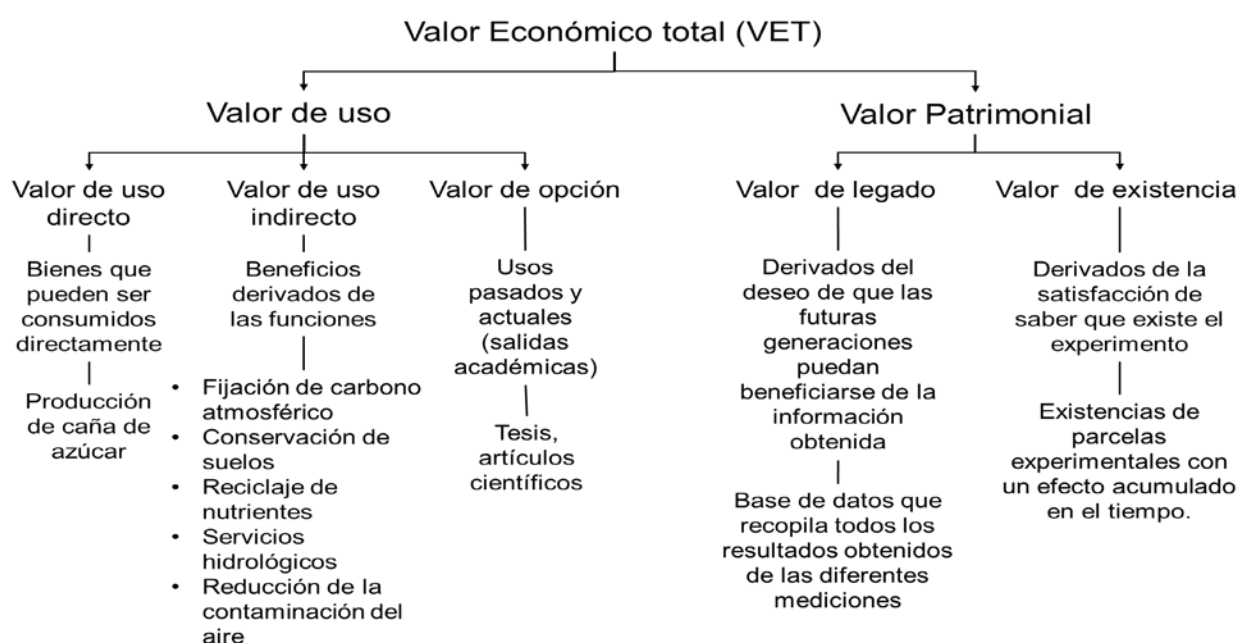 Valor Económico total (VET)
Valor de uso
Valor Patrimonial
Valor de uso
directo
Bienes que
pueden ser
consumidos
directamente
Producción
de caña de
azúcar
Valor de uso
indirecto
Beneficios
derivados de
las funciones
• Fijación de carbono
atmosférico
• Conservación de
suelos
• Reciclaje de
nutrientes
• Servicios
hidrológicos
• Reducción de la
contaminación del
aire
Valor de opción
Usos
pasados y
actuales
(salidas
académicas)
Tesis,
artículos
científicos
Valor de legado
Derivados del
deseo de que las
futuras
generaciones
puedan
beneficiarse de la
información
obtenida
Base de datos que
recopila todos los
resultados obtenidos
de las diferentes
mediciones
Valor de existencia
Derivados de la
satisfacción de
saber que existe el
experimento
Existencias de
parcelas
experimentales con
un efecto acumulado
en el tiempo.